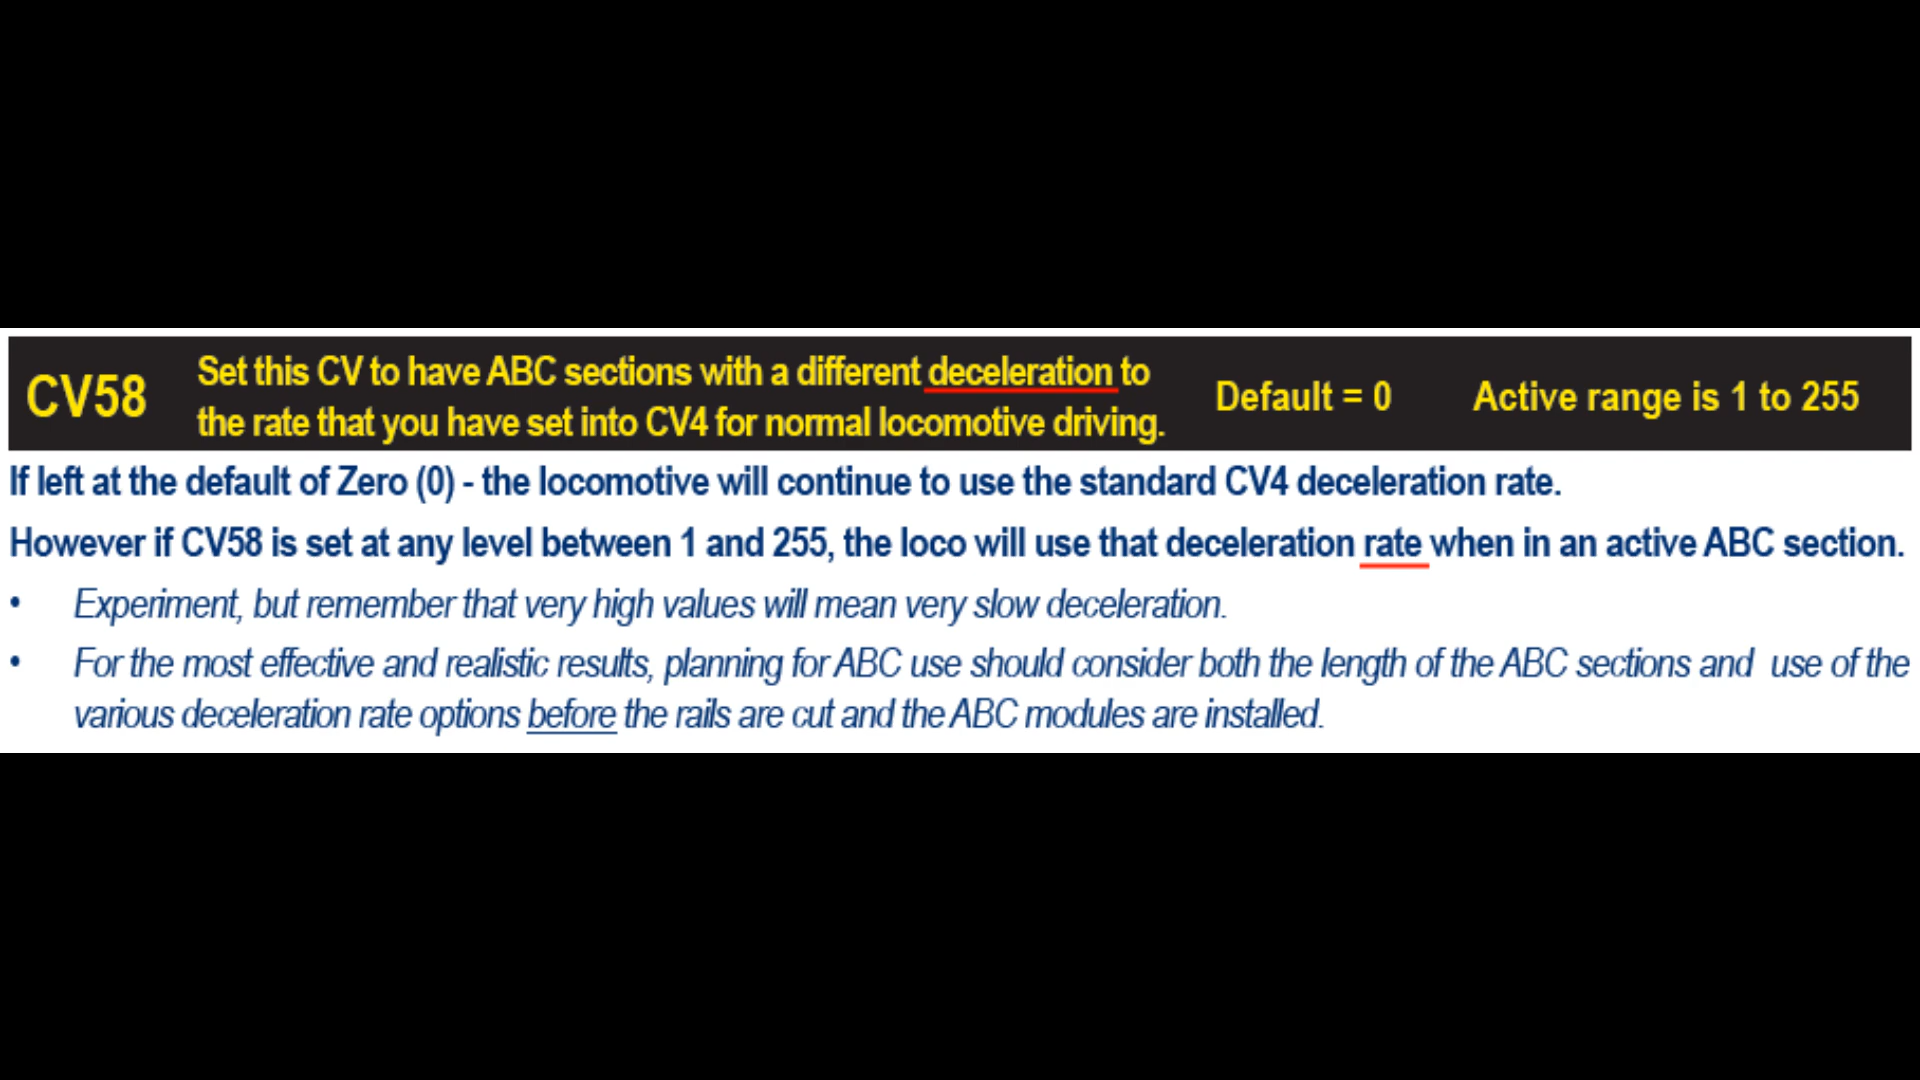 CV58
Set this CV to have ABC sections with a different deceleration to
the rate that you have set into CV4 for normal locomotive driving.
Default = 0
Active range is 1 to 255
If left at the default of Zero (0) - the locomotive will continue to use the standard CV4 deceleration rate.
However if CV58 is set at any level between 1 and 255, the loco will use that deceleration rate when in an active ABC section.
• Experiment, but remember that very high values will mean very slow deceleration.
• For the most effective and realistic results, planning for ABC use should consider both the length of the ABC sections and use of the
various deceleration rate options before the rails are cut and the ABC modules are installed.